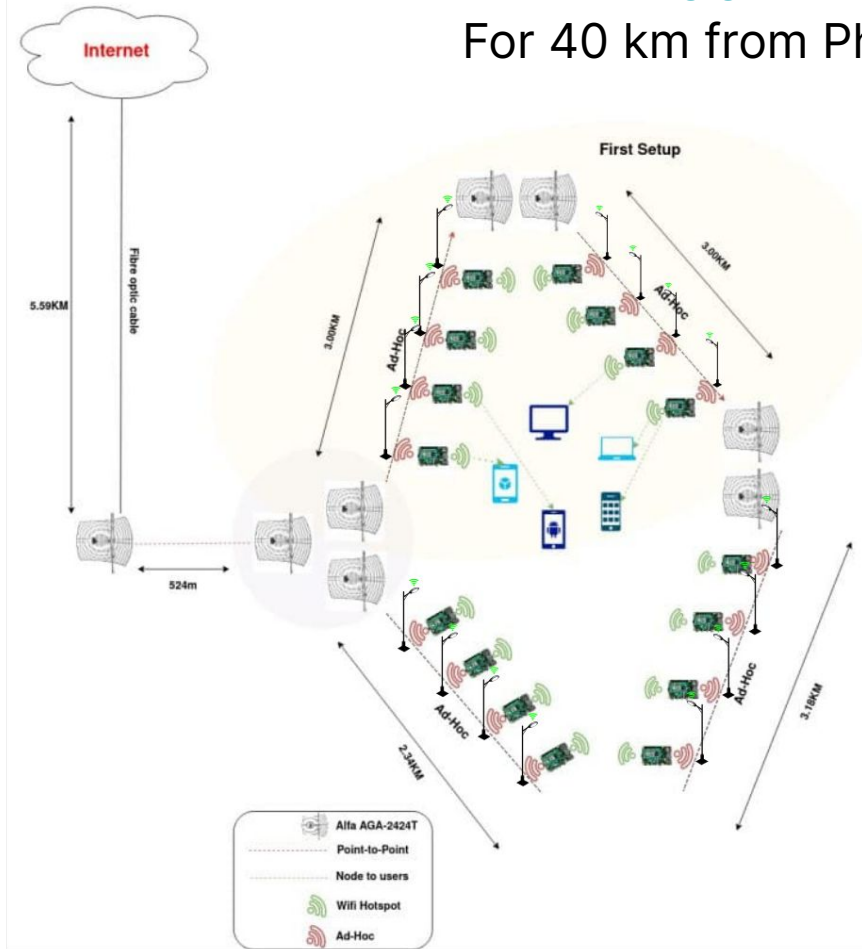 For 40 km from Ph
Internet
First Setup
5.59KM
Fibre optic cable
3.00KM
Ad-Hoc
3.00KM
Ad-Hoc
524m
Ad-Hoc
2.34KM
Ad-Hoc
3.18KM
Alfa AGA-2424T
Point-to-Point
Node to users
Wifi Hotspot
Ad-Hoc